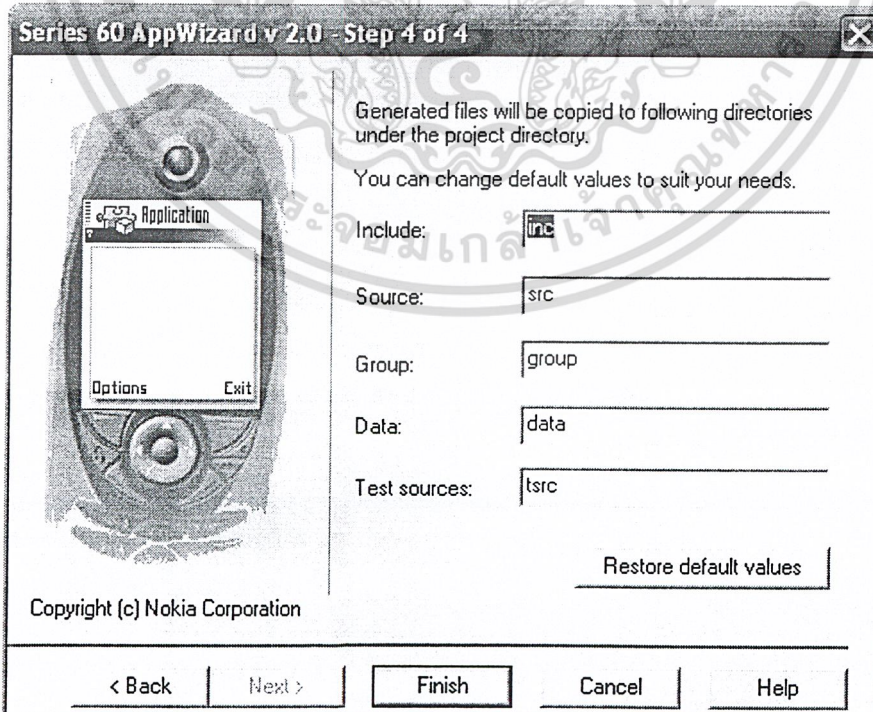 Series 60 AppWizard v 2.0 - Step 4 of 4
Generated files will be copied to following directories
under the project directory.
You can change default values to suit your needs.
Application
Options Exit
Include: inc
Source: src
Group: group
Data: data
Test sources: tsrc
Restore default values
Copyright (c) Nokia Corporation
< Back Next > Finish Cancel Help